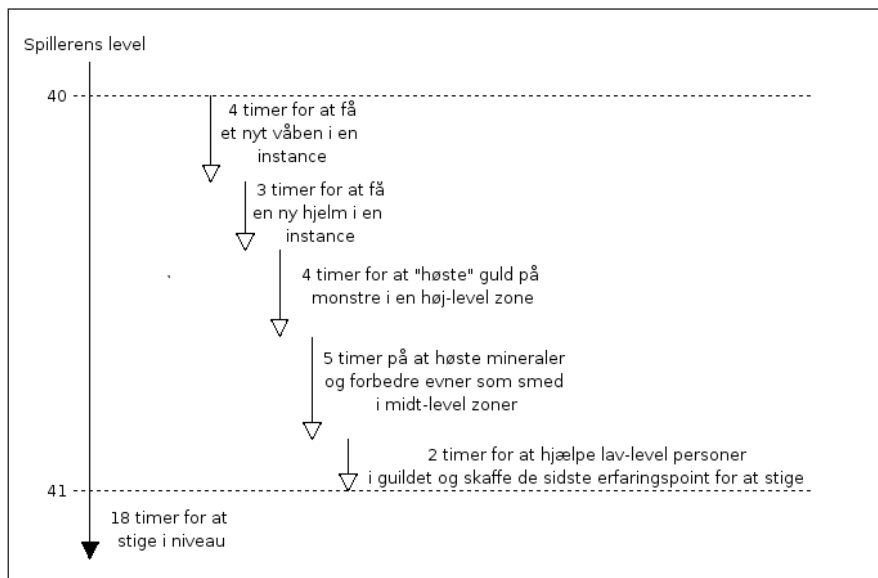 Spillerens level
40
4 timer for at få
et nyt våben i en
instance
3 timer for at få
en ny hjelm i en
instance
4 timer for at "høste" guld på
monstre i en høj-level zone
5 timer på at høste mineraler
og forbedre evner som smed
i midt-level zoner
2 timer for at hjælpe lav-level personer
i guildet og skaffe de sidste erfaringspoint for at stige
41
18 timer for at
stige i niveau